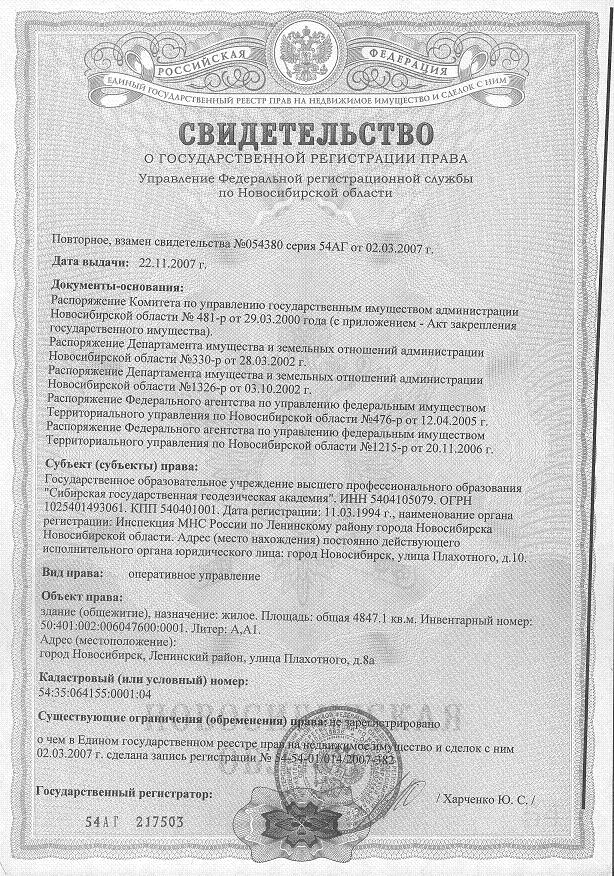 РОССИЙСКАЯ ФЕДЕРАЦИЯ
ЕДИНЫЙ ГОСУДАРСТВЕННЫЙ РЕЕСТР ПРАВ НА НЕДВИЖИМОЕ ИМУЩЕСТВО И СДЕЛОК С НИМ
СВИДЕТЕЛЬСТВО
О ГОСУДАРСТВЕННОЙ РЕГИСТРАЦИИ ПРАВА
Управление Федеральной регистрационной службы
по Новосибирской области
Повторное, взамен свидетельства №054380 серия 54АГ от 02.03.2007 г.
Дата выдачи: 22.11.2007 г.
Документы-основания:
Распоряжение Комитета по управлению государственным имуществом администрации
Новосибирской области № 481-р от 29.03.2000 года (с приложением - Акт закрепления
государственного имущества).
Распоряжение Департамента имущества и земельных отношений администрации
Новосибирской области №330-р от 28.03.2002 г.
Распоряжение Департамента имущества и земельных отношений администрации
Новосибирской области №1326-р от 03.10.2002 г.
Распоряжение Федерального агентства по управлению федеральным имуществом
Территориального управления по Новосибирской области №476-р от 12.04.2005 г.
Распоряжение Федерального агентства по управлению федеральным имуществом
Территориального управления по Новосибирской области №1215-р от 20.11.2006 г.
Субъект (субъекты) права:
Государственное образовательное учреждение высшего профессионального образования
"Сибирская государственная геодезическая академия". ИНН 5404105079. ОГРН
1025401493061. КПП 540401001. Дата регистрации: 11.03.1994 г., наименование органа
регистрации: Инспекция МНС России по Ленинскому району города Новосибирска
Новосибирской области. Адрес (место нахождения) постоянно действующего
исполнительного органа юридического лица: город Новосибирск, улица Плахотного, д.10.
Вид права: оперативное управление
Объект права:
здание (общежитие), назначение: жилое. Площадь: общая 4847.1 кв.м. Инвентарный номер:
50:401:002:006047600:0001. Литер: А,А1.
Адрес (местоположение):
город Новосибирск, Ленинский район, улица Плахотного, д.8а
Кадастровый (или условный) номер:
54:35:064155:0001:04
НОВОСИБИРСКАЯ
Существующие ограничения (обременения) права: не зарегистрировано
о чем в Едином государственном реестре прав на недвижимое имущество и сделок с ним
02.03.2007 г. сделана запись регистрации № 54-54-01/014/2007-382
Государственный регистратор: / Харченко Ю. С. /
54АГ 217503